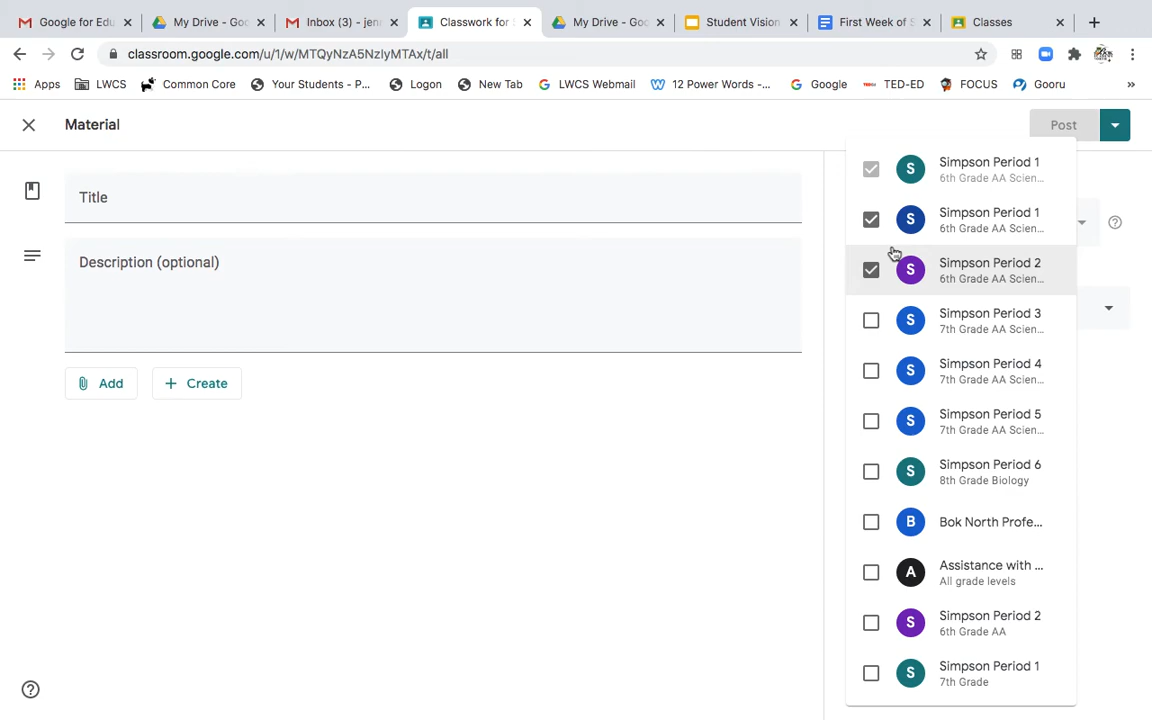 Google for Edu
My Drive - Goo
Inbox (3) - jen
Classwork for
My Drive - Goo
Student Vision
First Week of S
Classes
classroom.google.com/u/1/w/MTQyNzA5NzIyMTAx/t/all
Apps
LWCS
Common Core
Your Students - P...
Logon
New Tab
LWCS Webmail
12 Power Words -...
Google
TED-ED
FOCUS
Gooru
»
Material
Post
Title
Description (optional)
Add
Create
S
Simpson Period 1
6th Grade AA Scien...
S
Simpson Period 1
6th Grade AA Scien...
S
Simpson Period 2
6th Grade AA Scien...
S
Simpson Period 3
7th Grade AA Scien...
S
Simpson Period 4
7th Grade AA Scien...
S
Simpson Period 5
7th Grade AA Scien...
S
Simpson Period 6
8th Grade Biology
B
Bok North Profe...
A
Assistance with ...
All grade levels
S
Simpson Period 2
6th Grade AA
S
Simpson Period 1
7th Grade